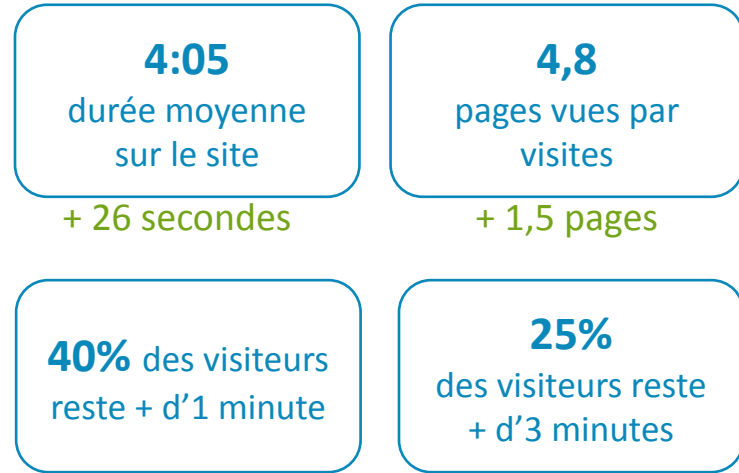 4:05
durée moyenne
sur le site
+ 26 secondes
4,8
pages vues par
visites
+ 1,5 pages
40% des visiteurs
reste + d’1 minute
25%
des visiteurs reste
+ d’3 minutes